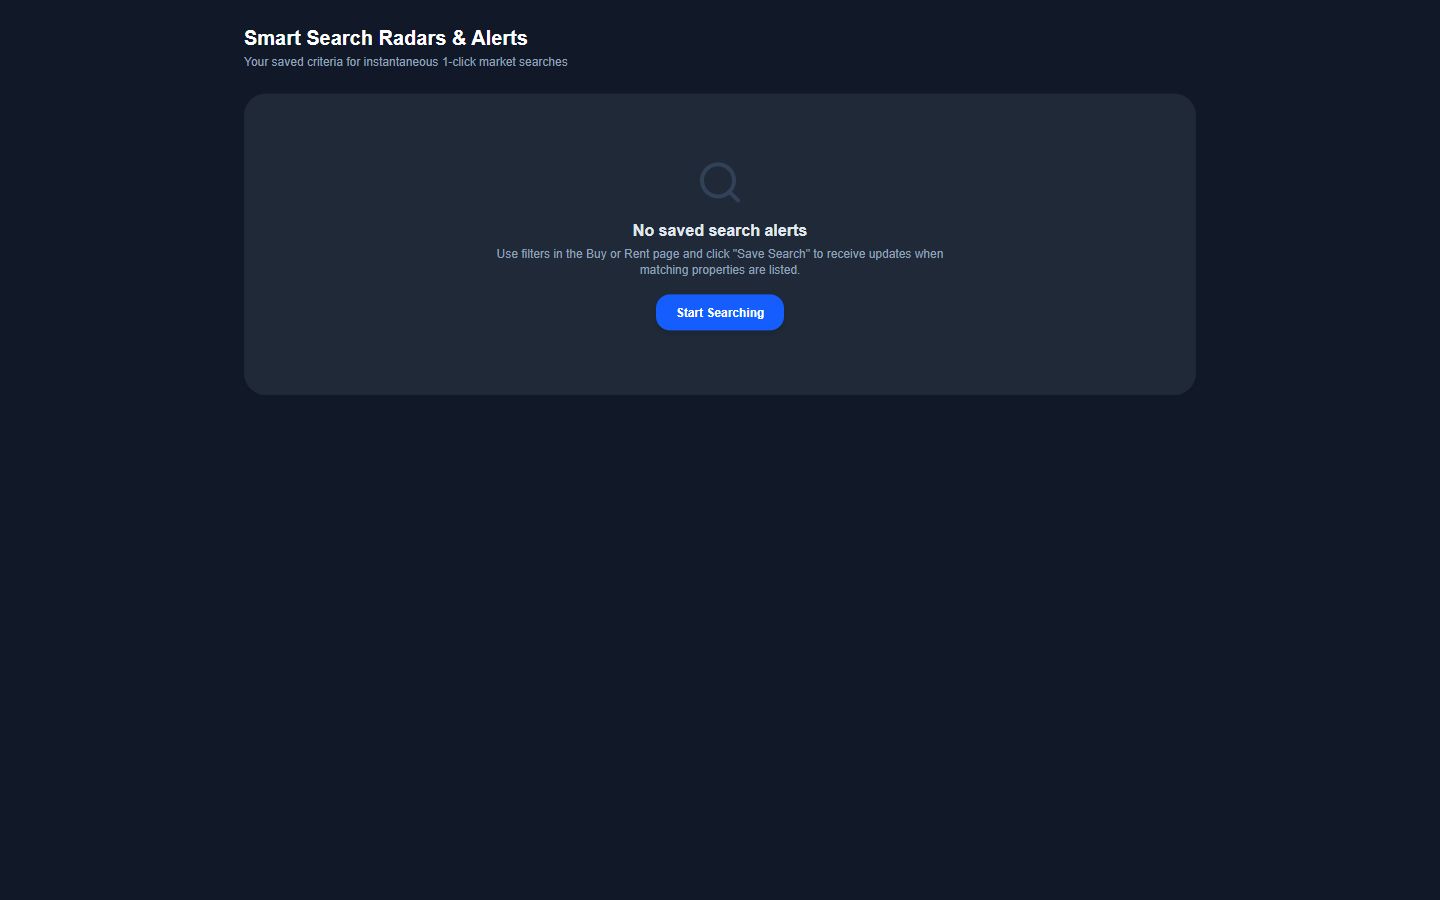 Smart Search Radars & Alerts
Your saved criteria for instantaneous 1-click market searches
No saved search alerts
Use filters in the Buy or Rent page and click "Save Search" to receive updates when
matching properties are listed.
Start Searching